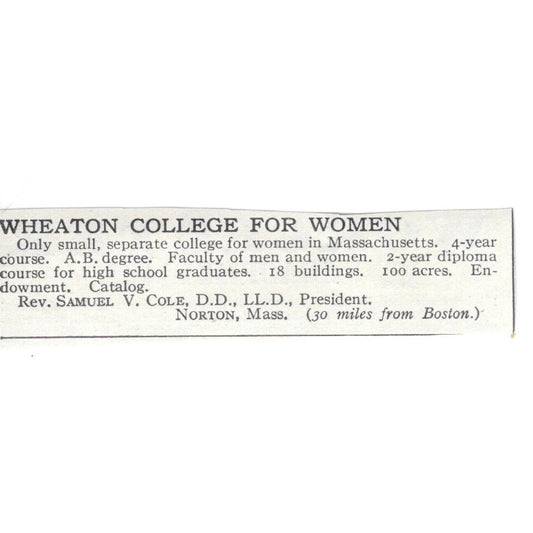 WHEATON COLLEGE FOR WOMEN
Only small, separate college for women in Massachusetts. 4-year
course. A.B. degree. Faculty of men and women. 2-year diploma
course for high school graduates. 18 buildings. 100 acres. En-
dowment. Catalog.
Rev. Samuel V. Cole, D.D., LL.D., President.
Norton, Mass. (30 miles from Boston.)